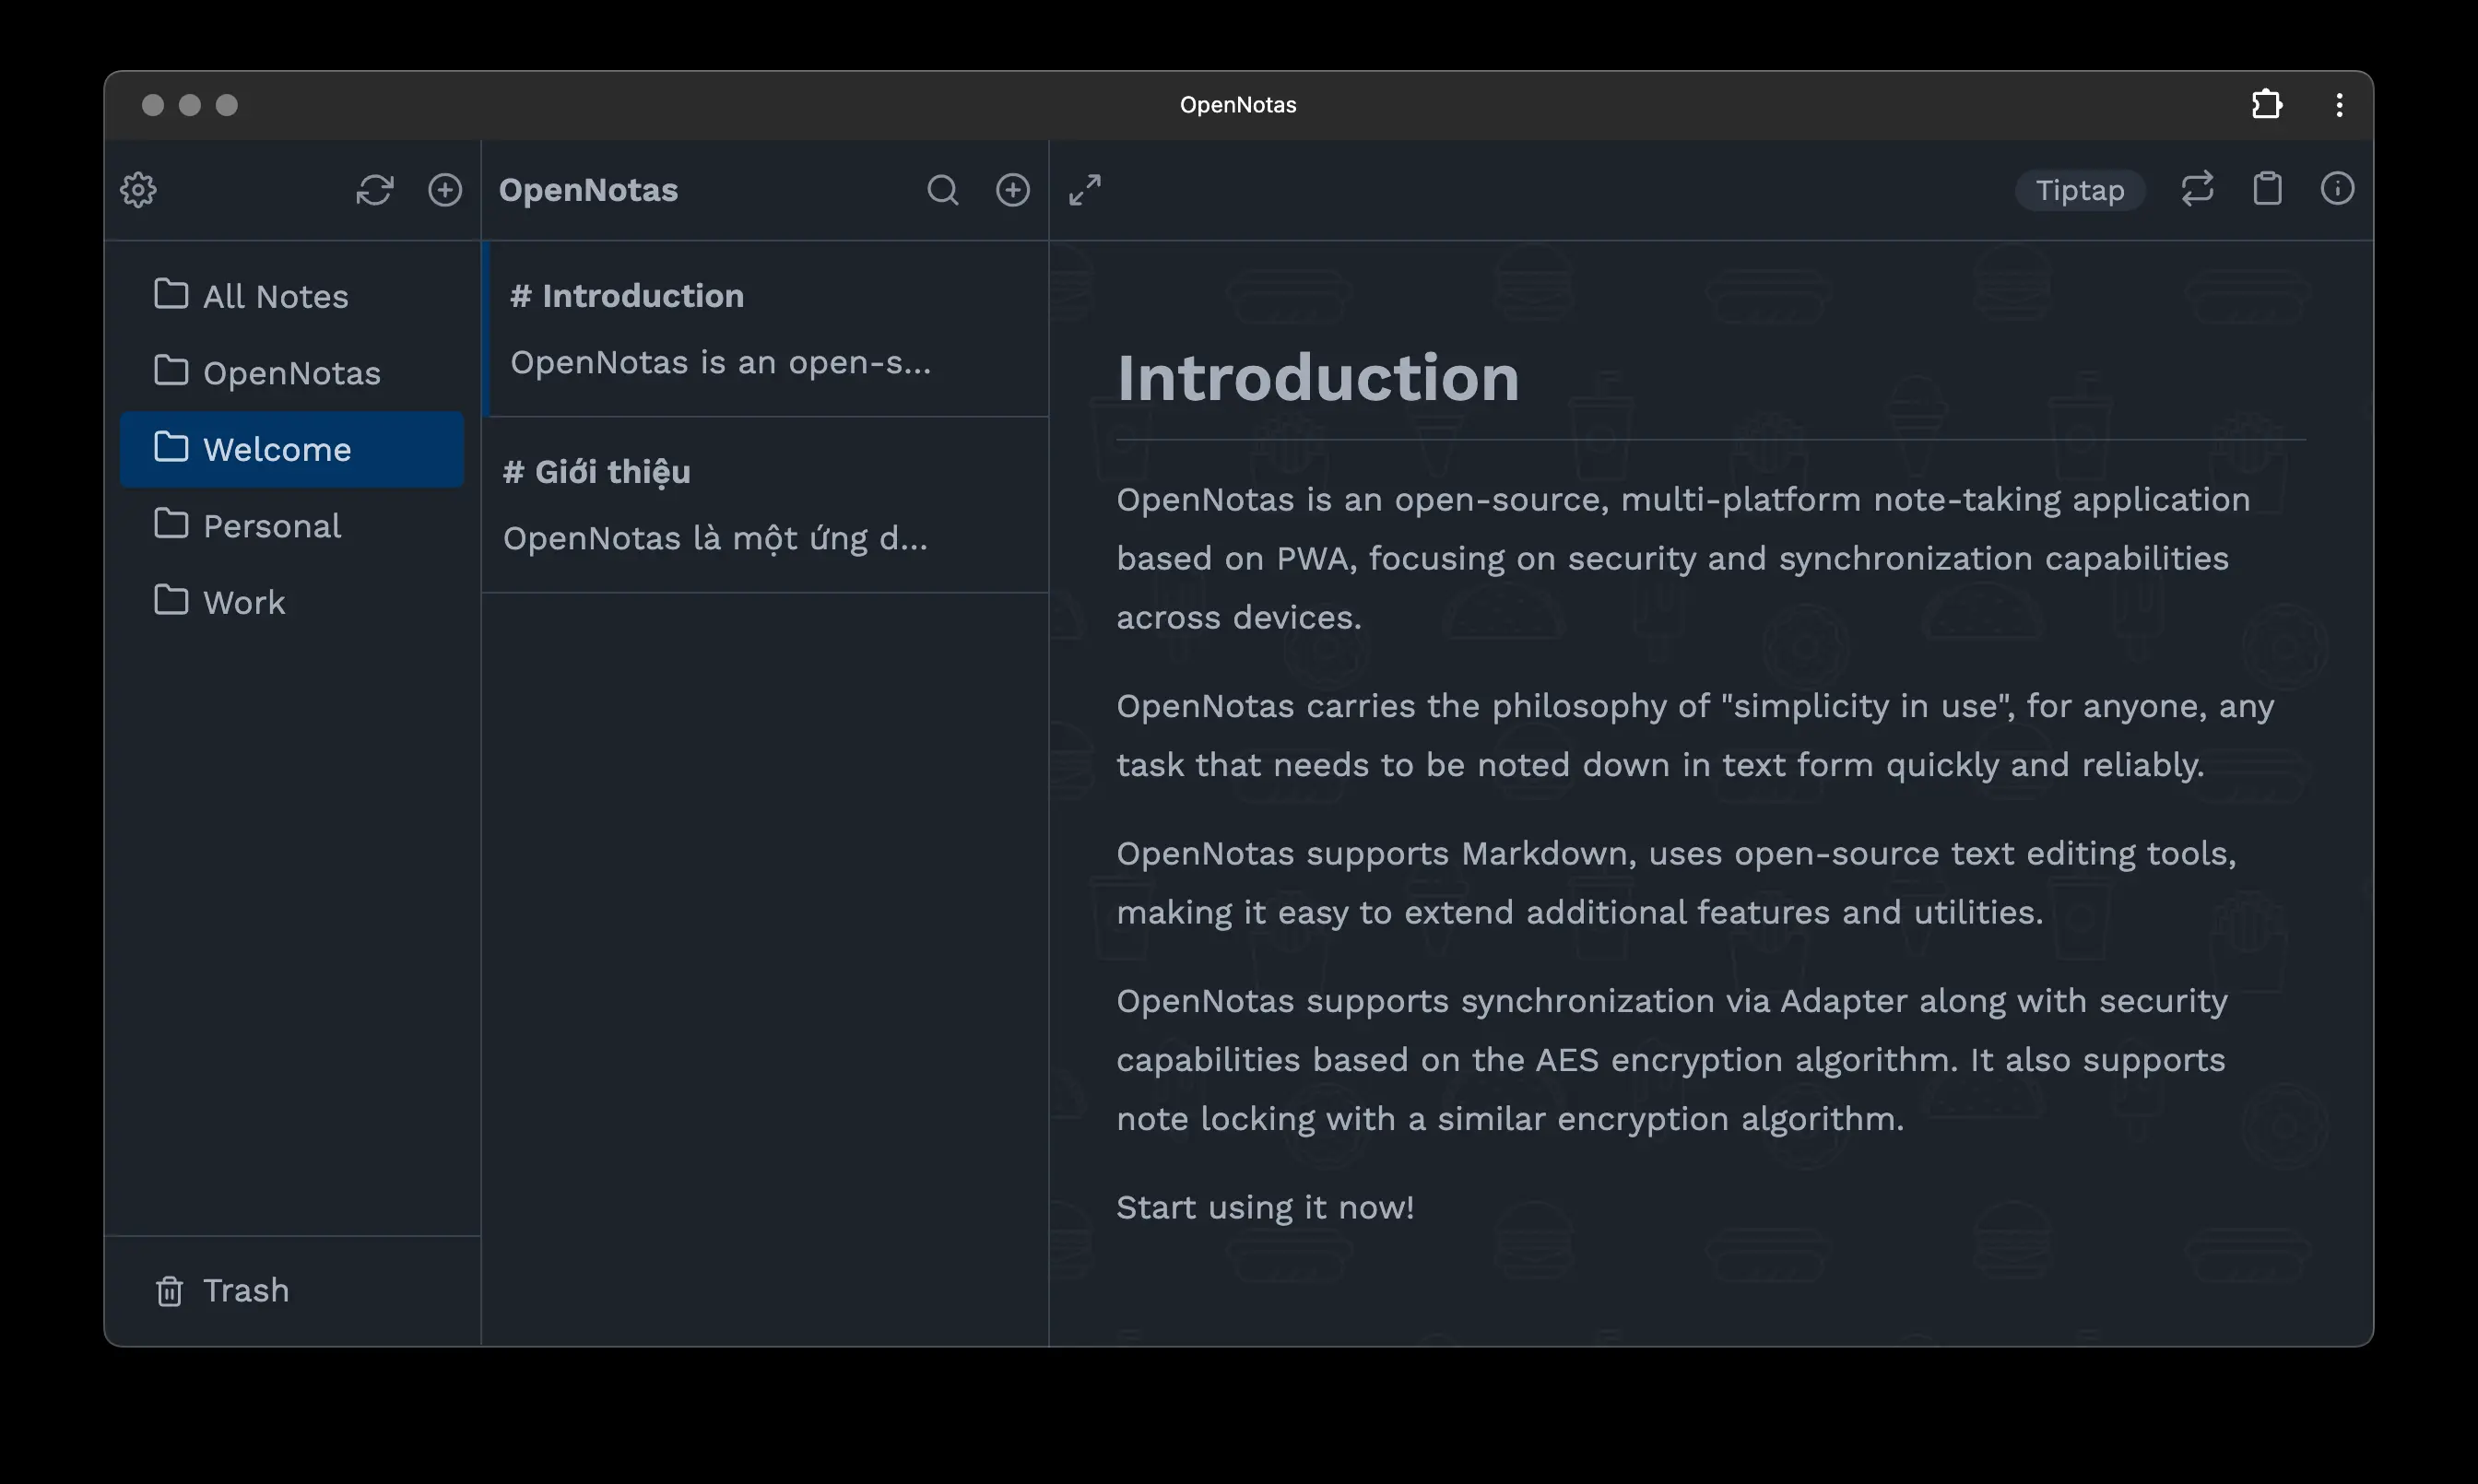 OpenNotas
OpenNotas
Tiptap
All Notes
OpenNotas
Welcome
Personal
Work
Trash
# Introduction
OpenNotas is an open-s...
# Giới thiệu
OpenNotas là một ứng d...
Introduction
OpenNotas is an open-source, multi-platform note-taking application
based on PWA, focusing on security and synchronization capabilities
across devices.
OpenNotas carries the philosophy of "simplicity in use", for anyone, any
task that needs to be noted down in text form quickly and reliably.
OpenNotas supports Markdown, uses open-source text editing tools,
making it easy to extend additional features and utilities.
OpenNotas supports synchronization via Adapter along with security
capabilities based on the AES encryption algorithm. It also supports
note locking with a similar encryption algorithm.
Start using it now!